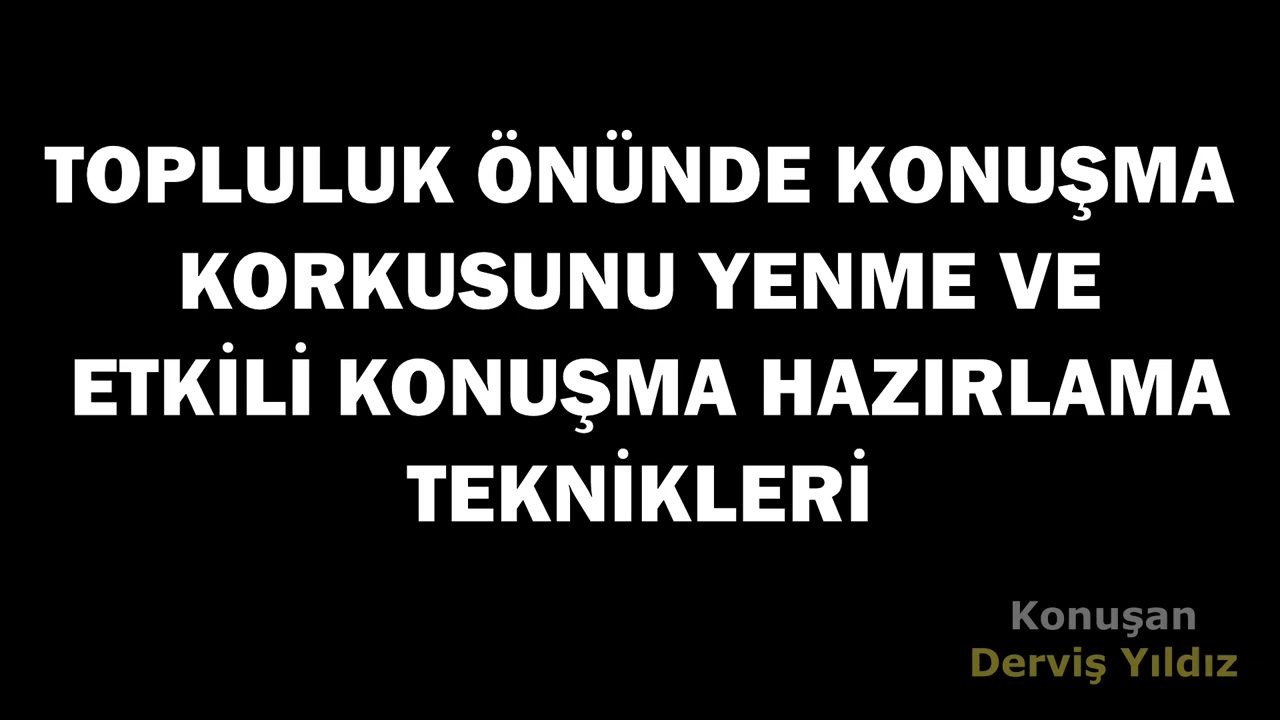 TOPLULUK ÖNÜNDE KONUŞMA
KORKUSUNU YENME VE
ETKİLİ KONUŞMA HAZIRLAMA
TEKNİKLERİ
Konuşan
Derviş Yıldız